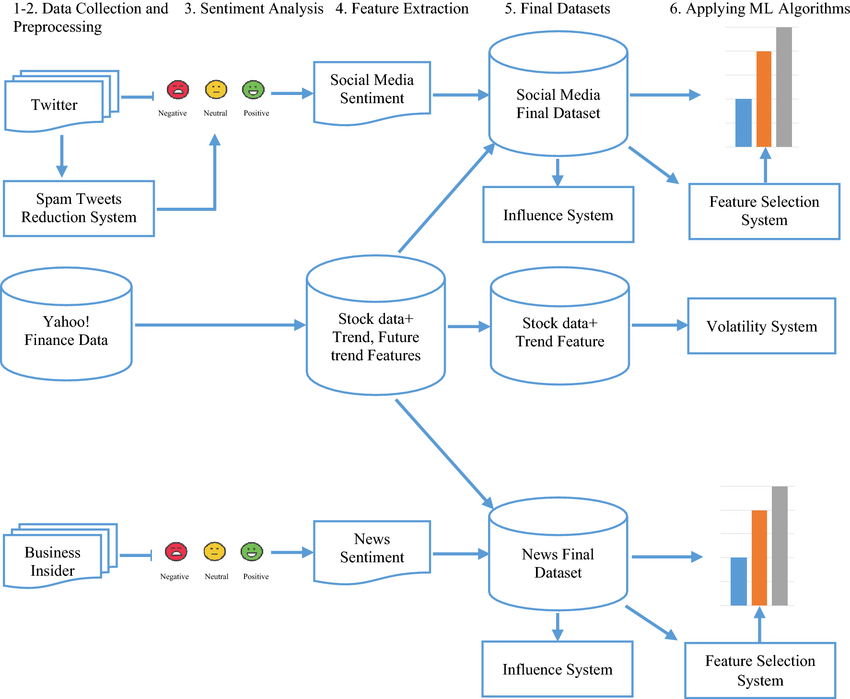 1-2. Data Collection and
Preprocessing
3. Sentiment Analysis
4. Feature Extraction
5. Final Datasets
6. Applying ML Algorithms
Twitter
Negative
Neutral
Positive
Social Media
Sentiment
Social Media
Final Dataset
Spam Tweets
Reduction System
Influence System
Feature Selection
System
Yahoo!
Finance Data
Stock data+
Trend, Future
trend Features
Stock data+
Trend Feature
Volatility System
Business
Insider
Negative
Neutral
Positive
News
Sentiment
News Final
Dataset
Influence System
Feature Selection
System